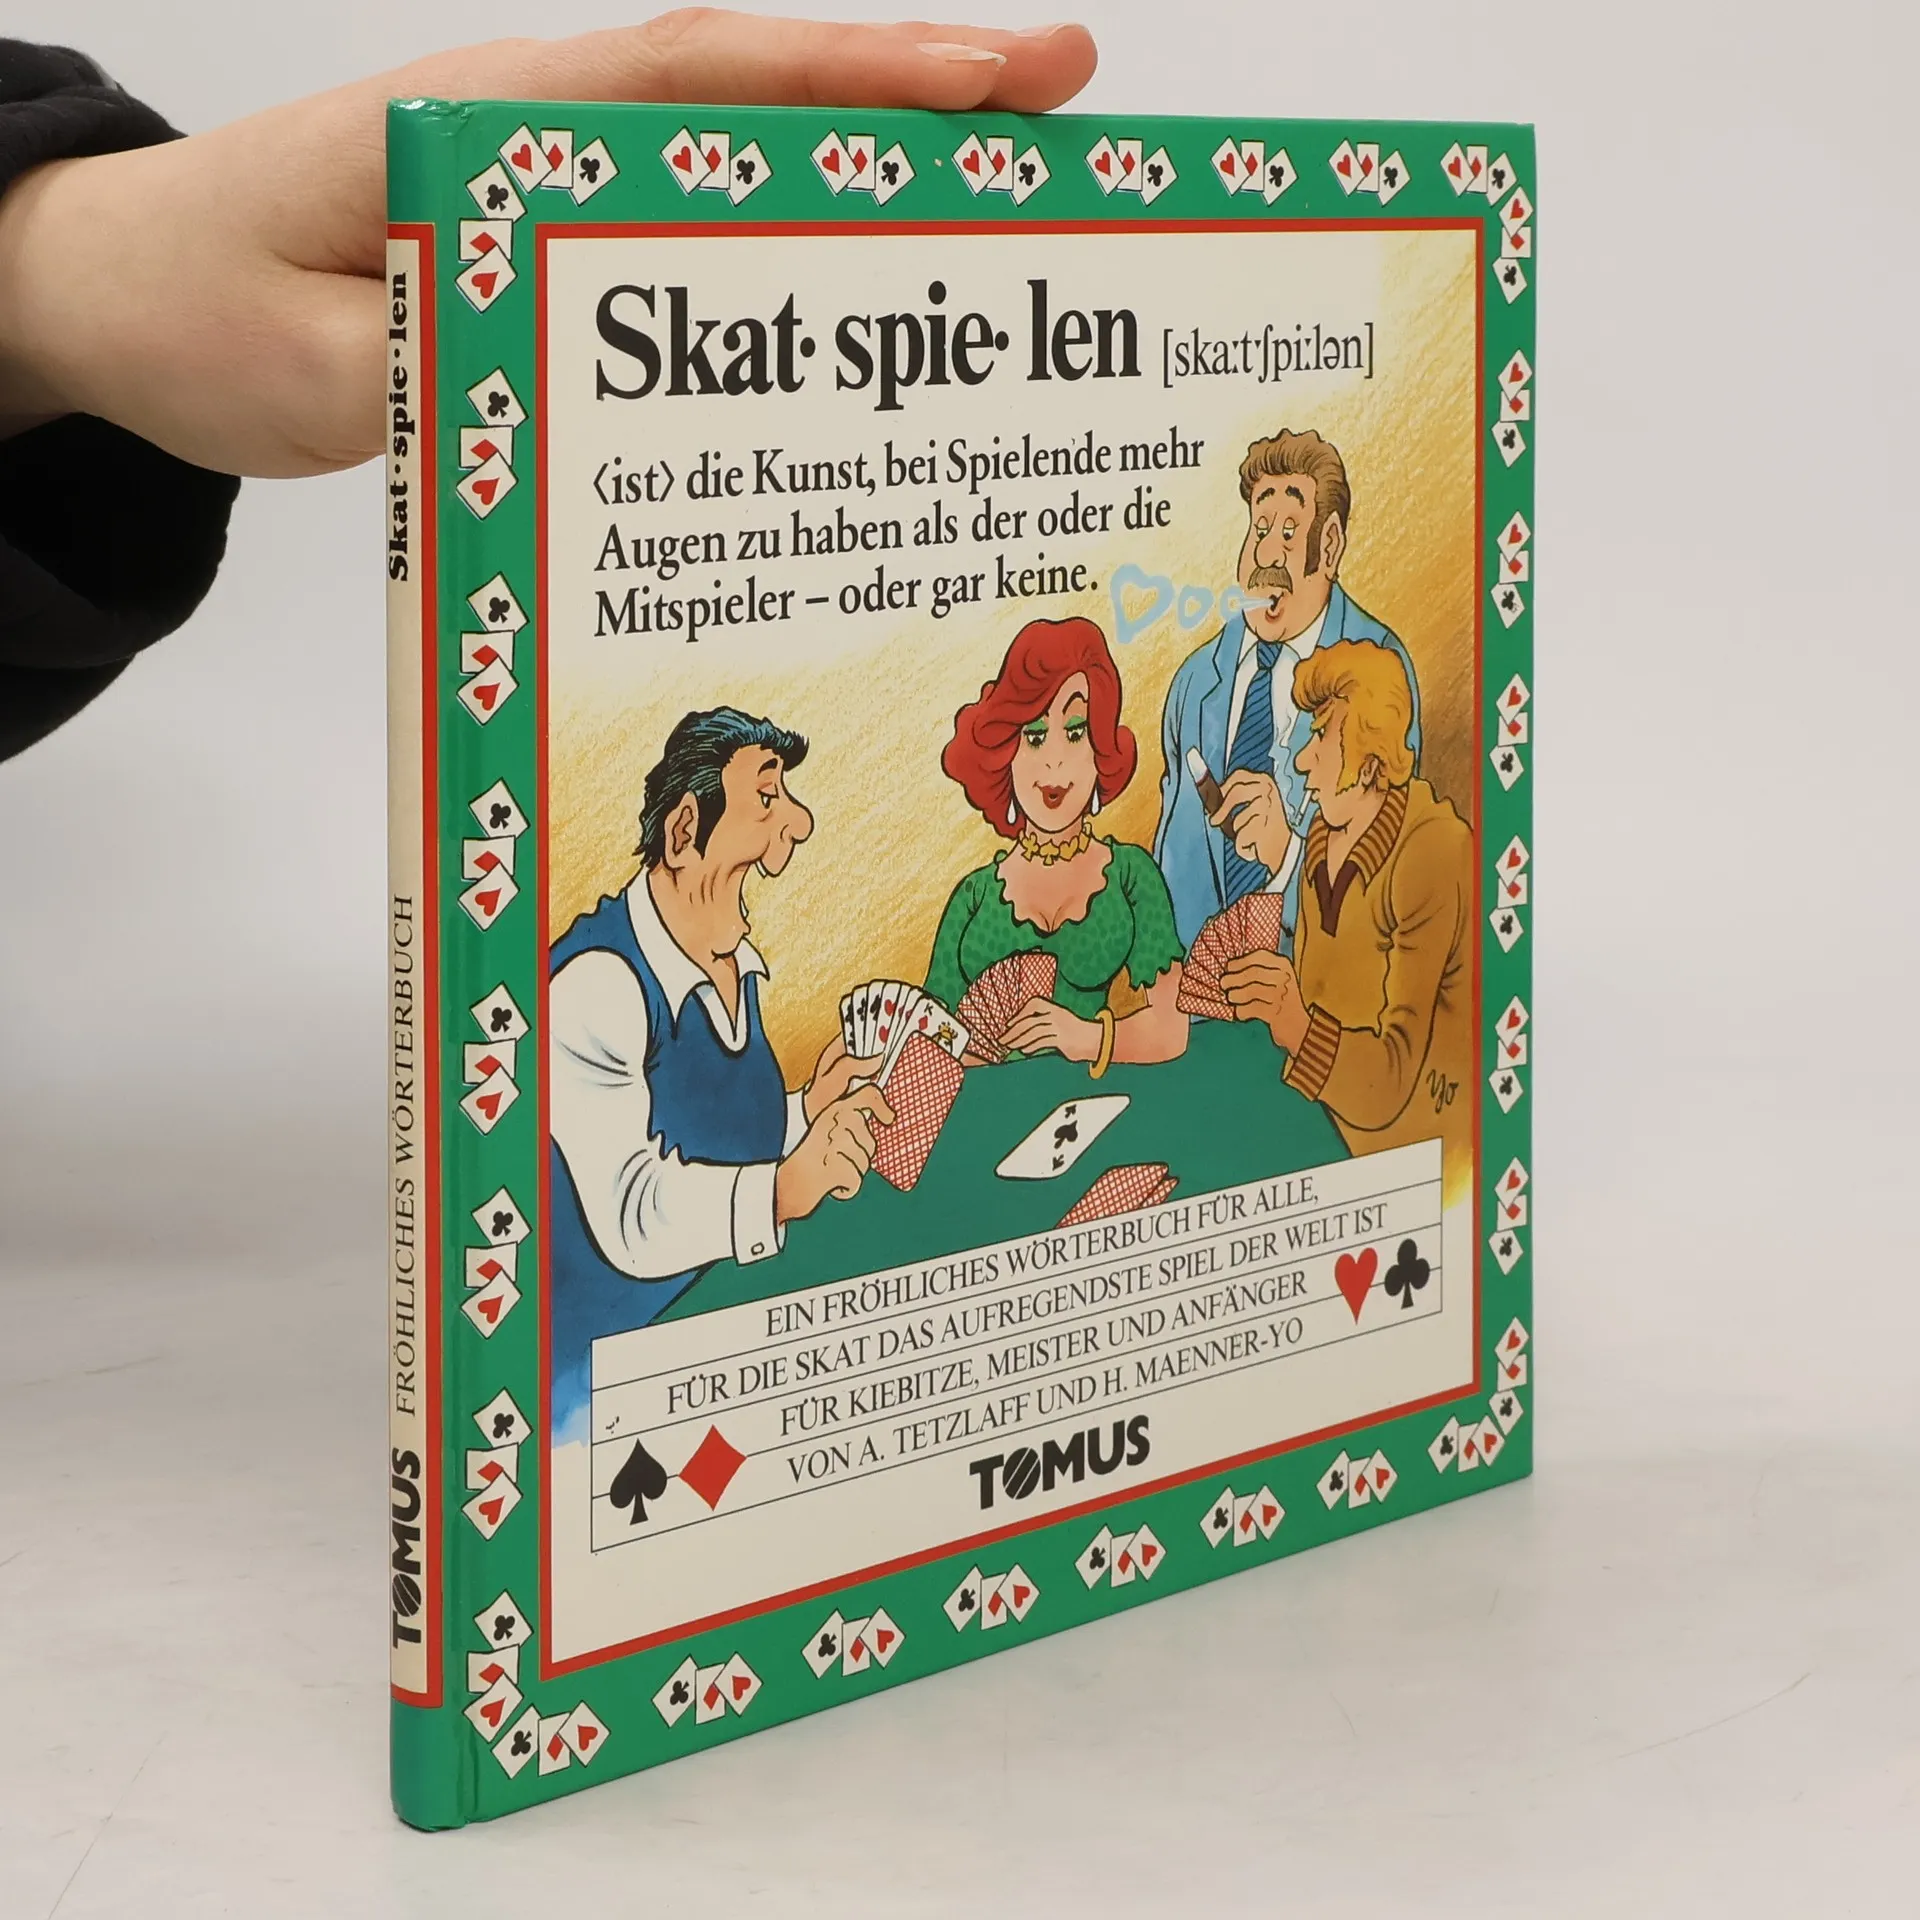 Skat·spie·len
FRÖHLICHES WÖRTERBUCH
TOMUS
Skat·spie·len [ska:t·ʃpi:lən]
⟨ist⟩ die Kunst, bei Spielende mehr
Augen zu haben als der oder die
Mitspieler – oder gar keine.
K
K
K
Yo
EIN FRÖHLICHES WÖRTERBUCH FÜR ALLE,
FÜR DIE SKAT DAS AUFREGENDSTE SPIEL DER WELT IST
FÜR KIEBITZE, MEISTER UND ANFÄNGER
VON A. TETZLAFF UND H. MAENNER-YO
TOMUS